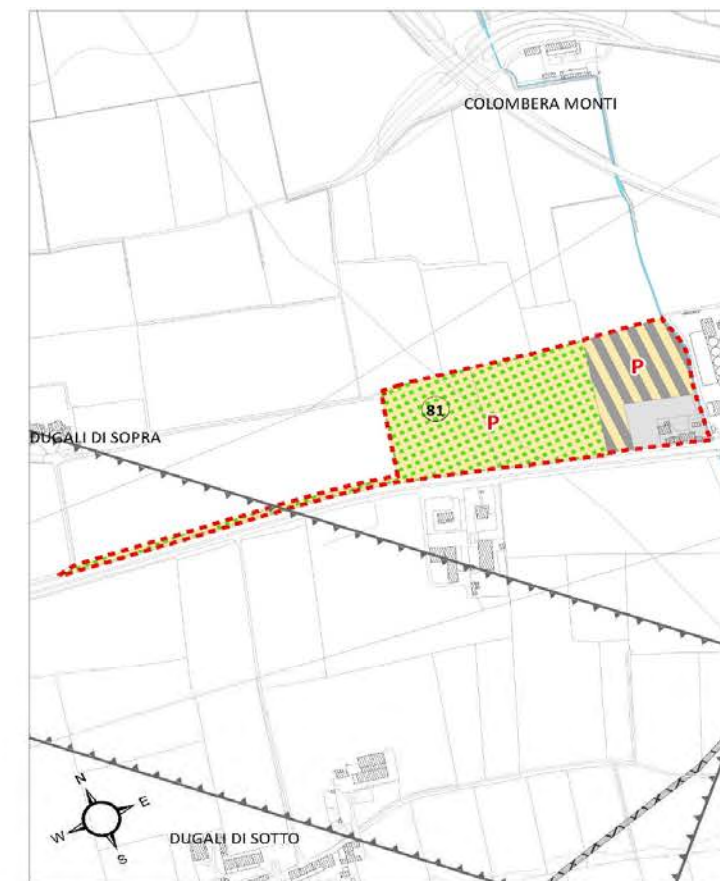 COLOMBERA MONTI
P
81
P
DUGALI DI SOPRA
N
E
W
S
DUGALI DI SOTTO